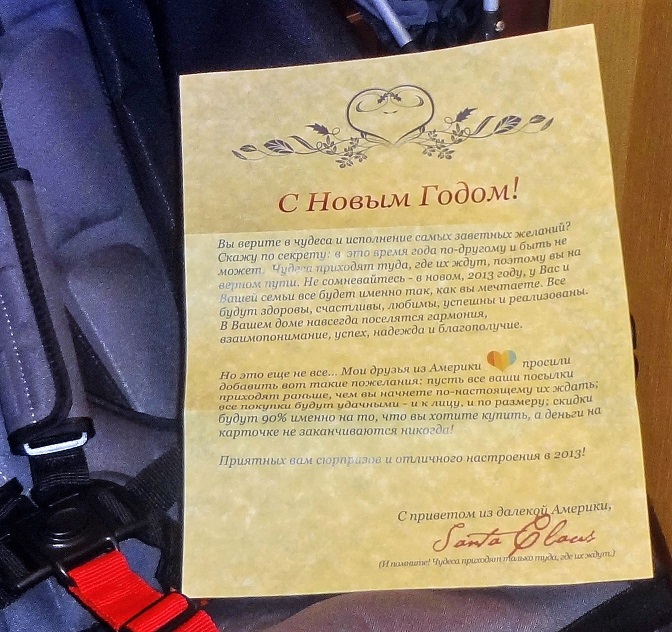 С Новым Годом!
Вы верите в чудеса и исполнение самых заветных желаний?
Скажу по секрету: в это время года по-другому и быть не
может. Чудеса приходят туда, где их ждут, поэтому вы на
верном пути. Не сомневайтесь - в новом, 2013 году, у Вас и
Вашей семьи все будет именно так, как вы мечтаете. Все
будут здоровы, счастливы, любимы, успешны и реализованы.
В Вашем доме навсегда поселятся гармония,
взаимопонимание, успех, надежда и благополучие.
Но это еще не все... Мои друзья из Америки просили
добавить вот такие пожелания: пусть все ваши посылки
приходят раньше, чем вы начнете по-настоящему их ждать;
все покупки будут удачными - и к лицу, и по размеру; скидки
будут 90% именно на то, что вы хотите купить, а деньги на
карточке не заканчиваются никогда!
Приятных вам сюрпризов и отличного настроения в 2013!
С приветом из далекой Америки,
Santa Claus
(И помните! Чудеса приходят только туда, где их ждут.)